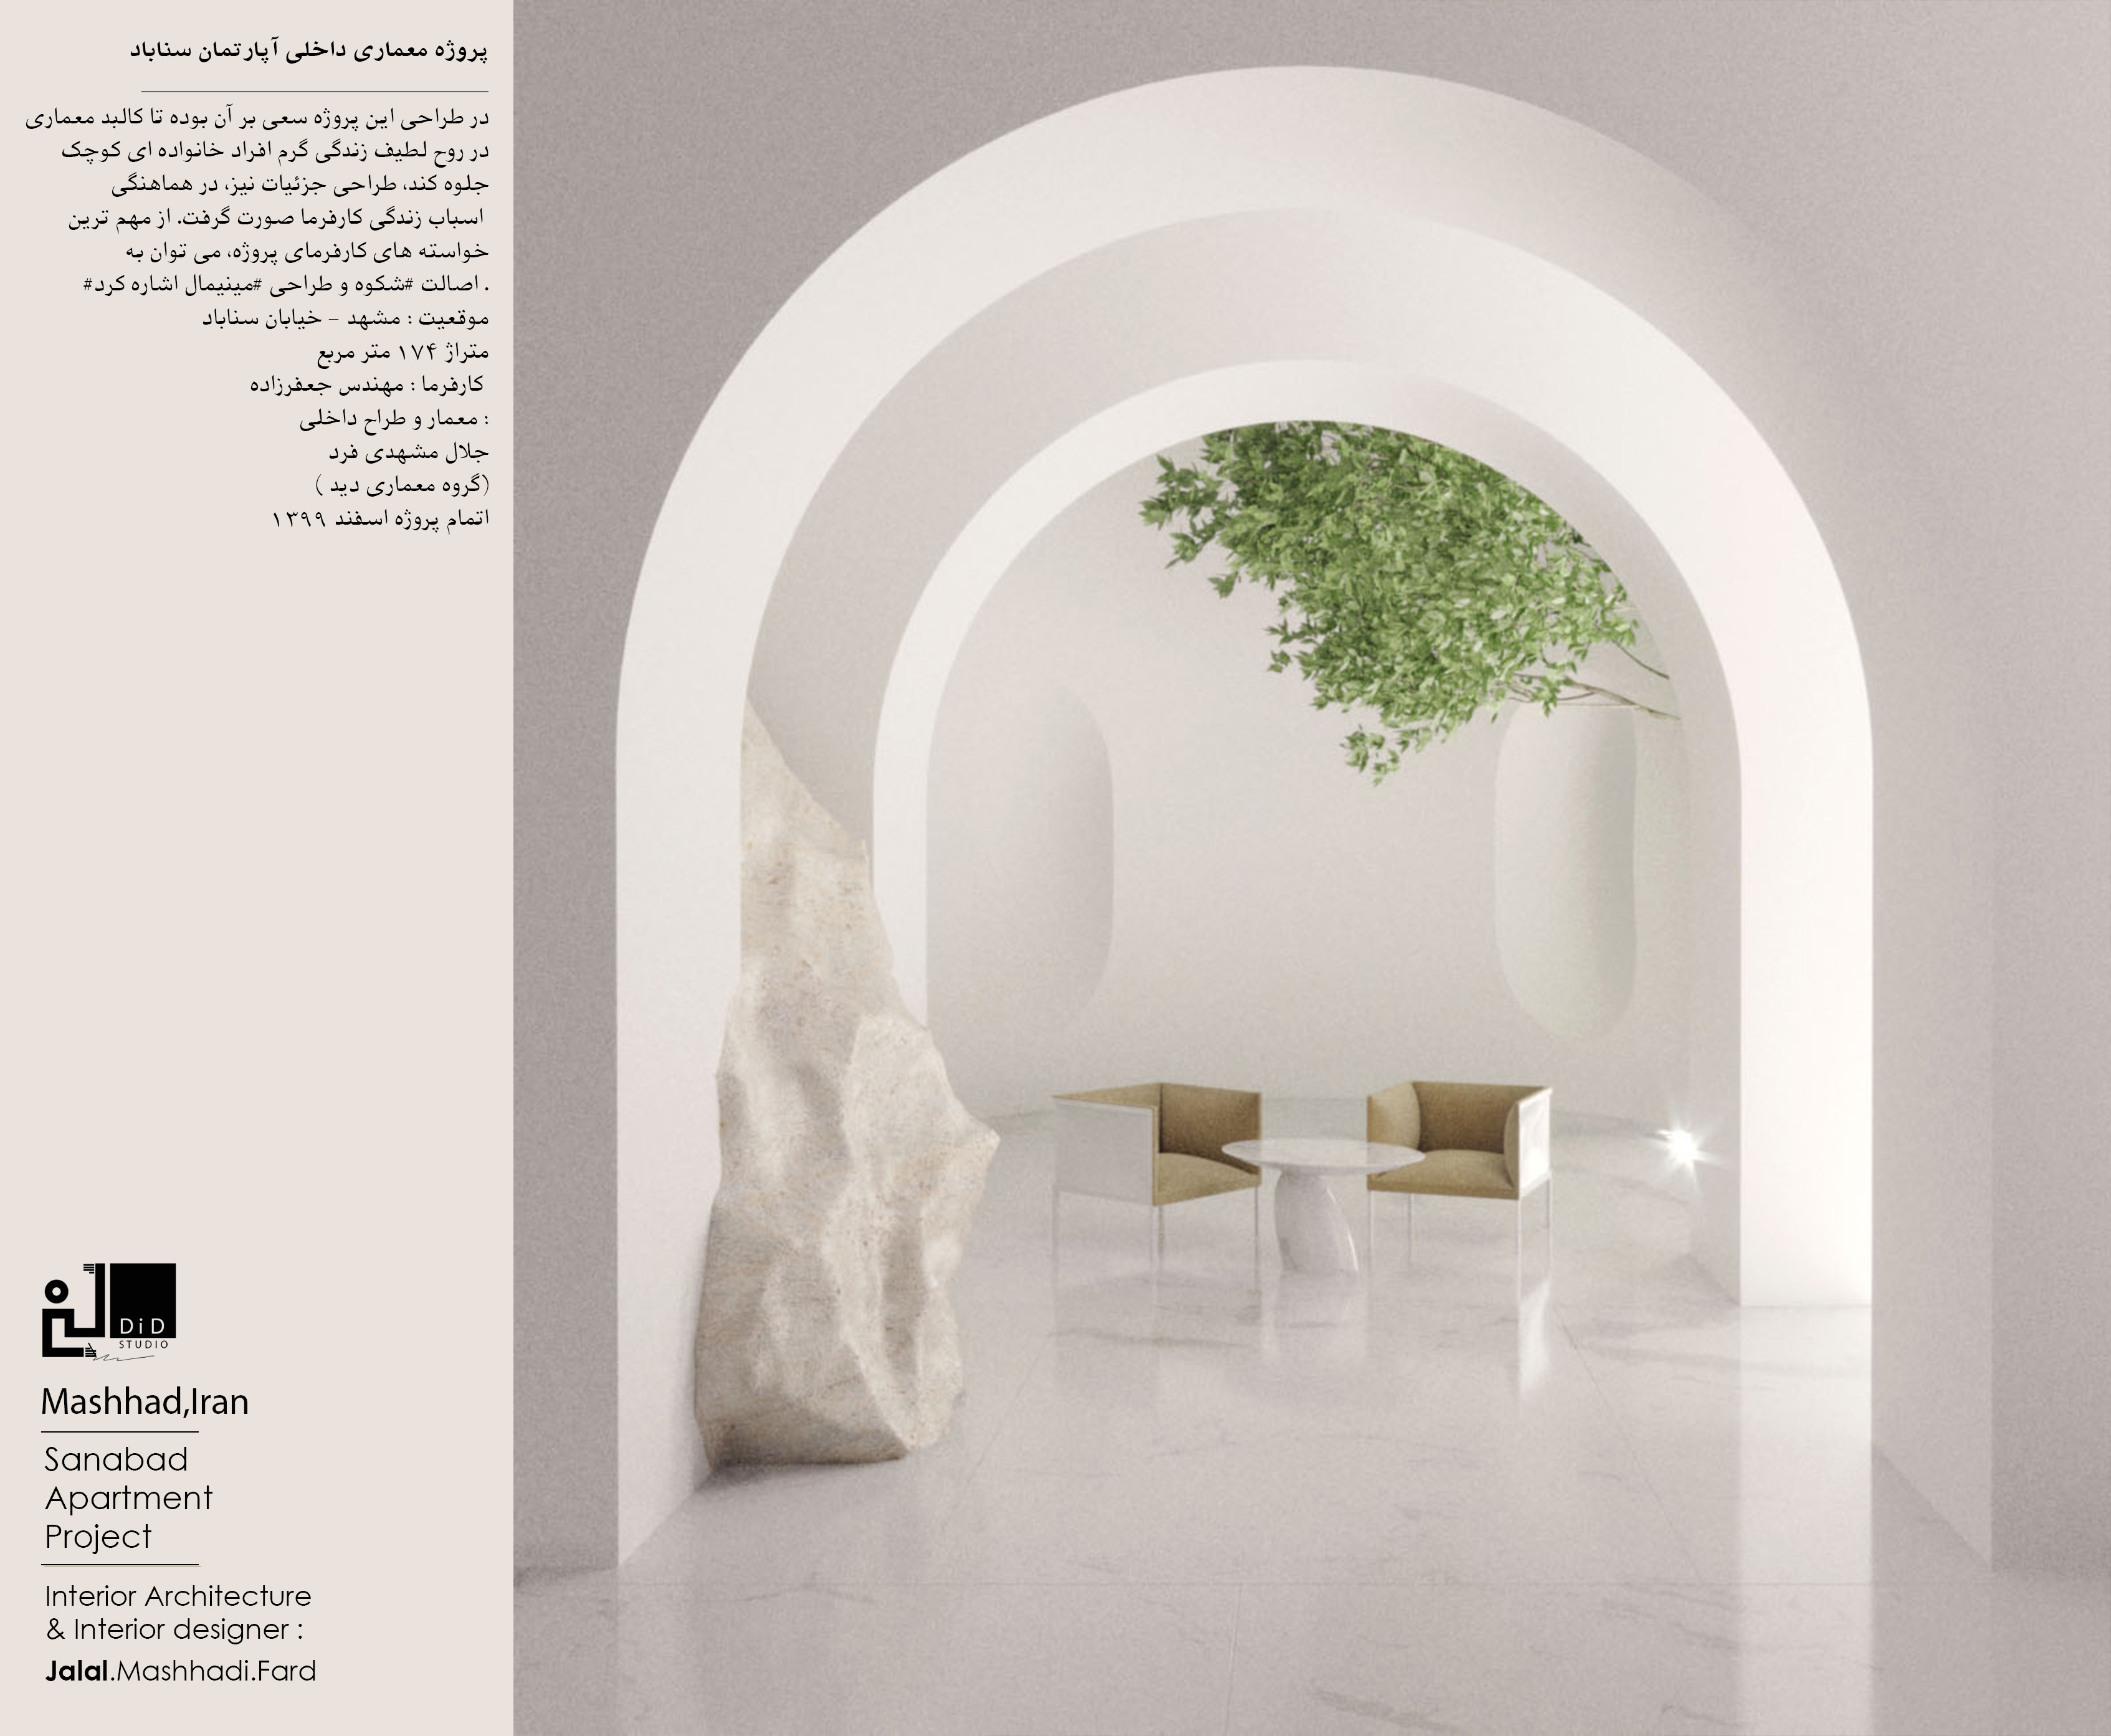 پروژه معماری داخلی آپارتمان سناباد
در طراحی این پروژه سعی بر آن بوده تا کالبد معماری
در روح لطیف زندگی گرم افراد خانواده ای کوچک
جلوه کند، طراحی جزئیات نیز، در هماهنگی
اسباب زندگی کارفرما صورت گرفت. از مهم ترین
خواسته های کارفرمای پروژه، می توان به
. اصالت #شکوه و طراحی #مینیمال اشاره کرد#
موقعیت : مشهد – خیابان سناباد
متراژ ۱۷۴ متر مربع
کارفرما : مهندس جعفرزاده
: معمار و طراح داخلی
جلال مشهدی فرد
(گروه معماری دید )
اتمام پروژه اسفند ۱۳۹۹
DiD
STUDIO
Mashhad,Iran
Sanabad
Apartment
Project
Interior Architecture
& Interior designer :
Jalal.Mashhadi.Fard